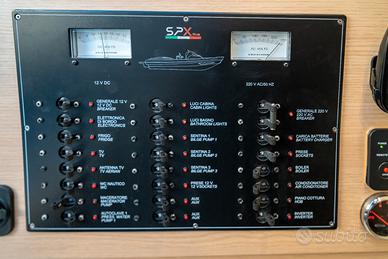 SPX
12 V DC
220 V AC/50 HZ
GENERALE 12 V
12 V DC
BREAKER
ELETTRONICA
DI BORDO
ELECTRONICS
FRIGO
FRIDGE
TV
TV
ANTENNA TV
TV AERIAN
WC NAUTICO
WC
MACERATORE
MACERATOR
PUMP
AUTOCLAVE
PRESS. WATER
PUMP 1
LUCI CABINA
CABIN LIGHTS
LUCI BAGNO
BATHROOM LIGHTS
SENTINA 1
BILGE PUMP 1
SENTINA 2
BILGE PUMP 2
SENTINA 3
BILGE PUMP 3
PRESE 12 V
12 V SOCKETS
AUX
AUX
AUX
AUX
GENERALE 220 V
220 V AC
BREAKER
CARICA BATTERIE
BATTERY CHARGER
PRESE
SOCKETS
BOILER
BOILER
CONDIZIONATORE
AIR CONDITIONER
PIANO COTTURA
HOB
INVERTER
INVERTER
subito